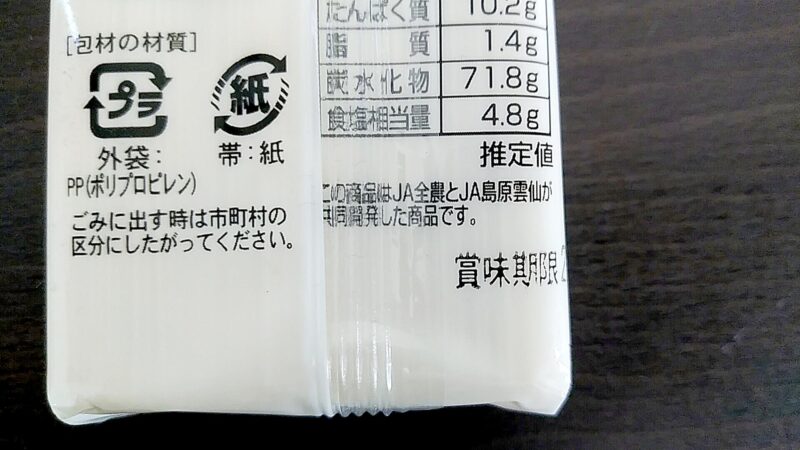 [包材の材質]
プラ
外袋:
PP(ポリプロピレン)
紙
帯:紙
ごみに出す時は市町村の
区分にしたがってください。
たんぱく質 10.2g
脂質 1.4g
炭水化物 71.8g
食塩相当量 4.8g
推定値
この商品はJA全農とJA島原雲仙が
共同開発した商品です。
賞味期限